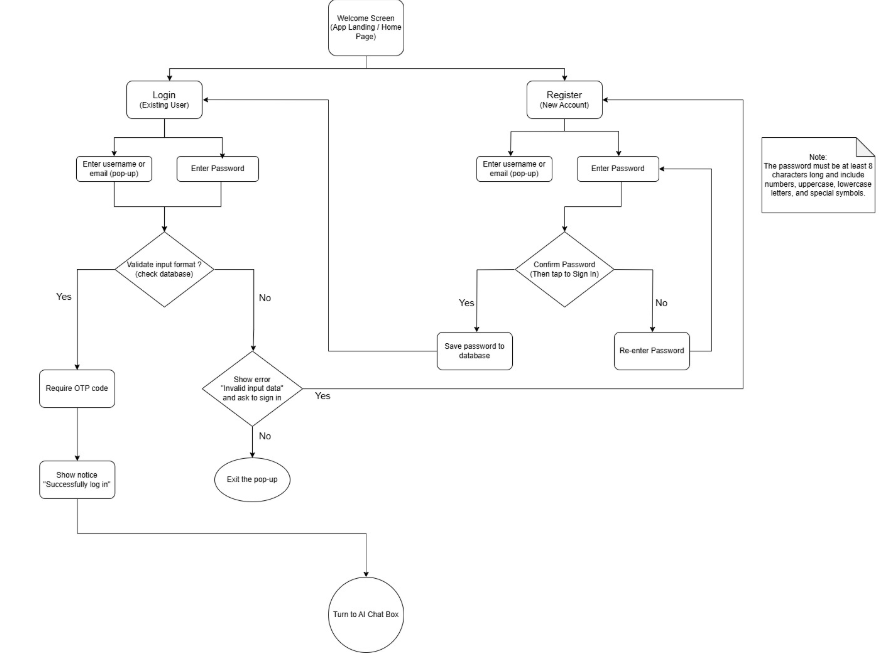 Welcome Screen
(App Landing / Home
Page)
Login
(Existing User)
Register
(New Account)
Enter username or
email (pop-up)
Enter Password
Enter username or
email (pop-up)
Enter Password
Note:
The password must be at least 8
characters long and include
numbers, uppercase, lowercase
letters, and special symbols.
Validate input format ?
(check database)
Confirm Password
(Then tap to Sign In)
Yes
No
Yes
No
Save password to
database
Re-enter Password
Require OTP code
Show error
"Invalid input data"
and ask to sign in
Yes
No
Show notice
"Successfully log in"
Exit the pop-up
Turn to AI Chat Box